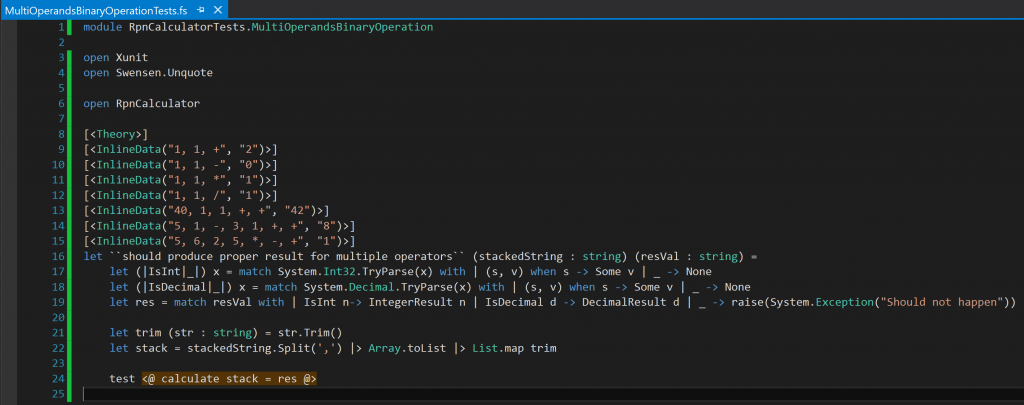 MultiOperandsBinaryOperationTests.fs
1 module RpnCalculatorTests.MultiOperandsBinaryOperation
2
3 open Xunit
4 open Swensen.Unquote
5
6 open RpnCalculator
7
8 [<Theory>]
9 [<InlineData("1, 1, +", "2")>]
10 [<InlineData("1, 1, -", "0")>]
11 [<InlineData("1, 1, *", "1")>]
12 [<InlineData("1, 1, /", "1")>]
13 [<InlineData("40, 1, 1, +, +", "42")>]
14 [<InlineData("5, 1, -, 3, 1, +, +", "8")>]
15 [<InlineData("5, 6, 2, 5, *, -, +", "1")>]
16 let ``should produce proper result for multiple operators`` (stackedString : string) (resVal : string) =
17     let (|IsInt|_|) x = match System.Int32.TryParse(x) with | (s, v) when s -> Some v | _ -> None
18     let (|IsDecimal|_|) x = match System.Decimal.TryParse(x) with | (s, v) when s -> Some v | _ -> None
19     let res = match resVal with | IsInt n-> IntegerResult n | IsDecimal d -> DecimalResult d | _ -> raise(System.Exception("Should not happen"))
20
21     let trim (str : string) = str.Trim()
22     let stack = stackedString.Split(',') |> Array.toList |> List.map trim
23
24     test <@ calculate stack = res @>
25